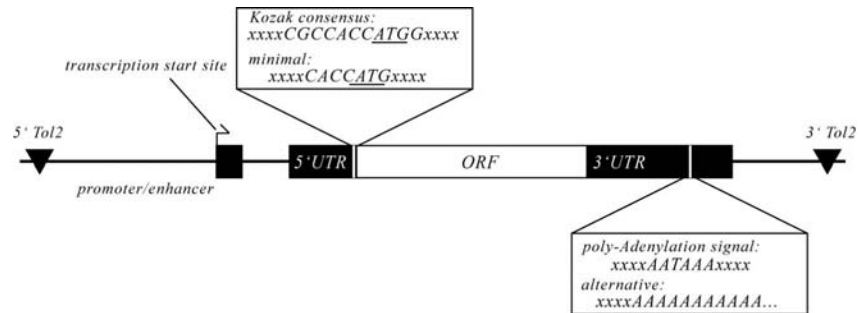 Kozak consensus:
xxxxCGCCACCATGGxxxx
minimal:
xxxxCACCATGxxxx
transcription start site
5‘ Tol2
3‘ Tol2
5‘UTR
ORF
3‘UTR
promoter/enhancer
poly-Adenylation signal:
xxxxAATAAAxxxx
alternative:
xxxxAAAAAAAAAAA...